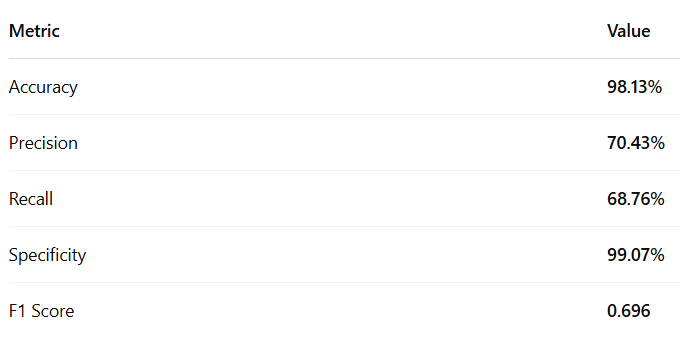 Metric Value
Accuracy 98.13%
Precision 70.43%
Recall 68.76%
Specificity 99.07%
F1 Score 0.696